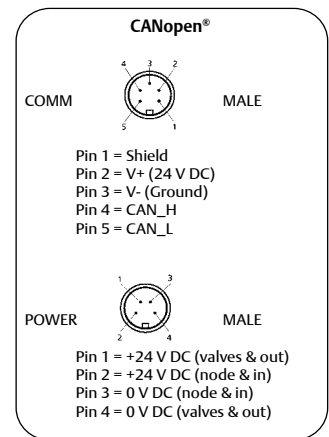 CANopen®
4 3 2
COMM MALE
5 1
Pin 1 = Shield
Pin 2 = V+ (24 V DC)
Pin 3 = V- (Ground)
Pin 4 = CAN_H
Pin 5 = CAN_L
1 3
POWER MALE
2 4
Pin 1 = +24 V DC (valves & out)
Pin 2 = +24 V DC (node & in)
Pin 3 = 0 V DC (node & in)
Pin 4 = 0 V DC (valves & out)